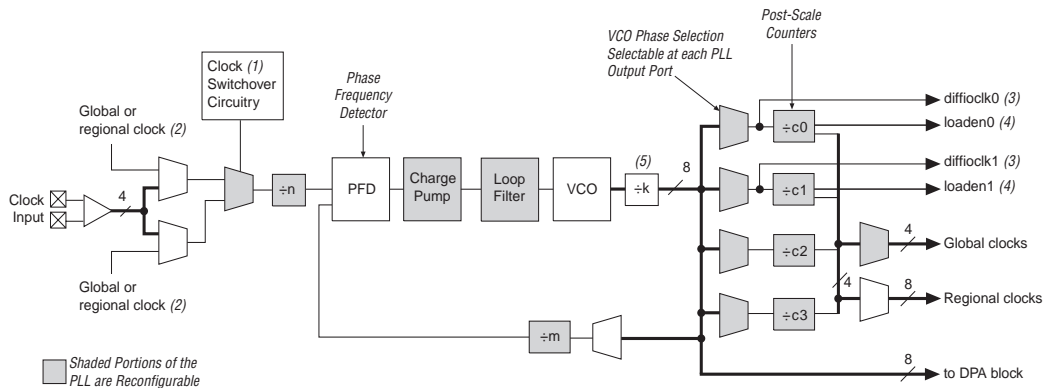 Post-Scale
Counters
VCO Phase Selection
Selectable at each PLL
Output Port
Clock (1)
Switchover
Circuitry
Phase
Frequency
Detector
Global or
regional clock (2)
diffioclk0 (3)
loaden0 (4)
÷c0
(5)
8
diffioclk1 (3)
loaden1 (4)
÷n
PFD
Charge
Pump
Loop
Filter
VCO
÷k
÷c1
Clock
Input
4
÷c2
4
Global clocks
Global or
regional clock (2)
4
8
Regional clocks
÷c3
÷m
Shaded Portions of the
PLL are Reconfigurable
8
to DPA block